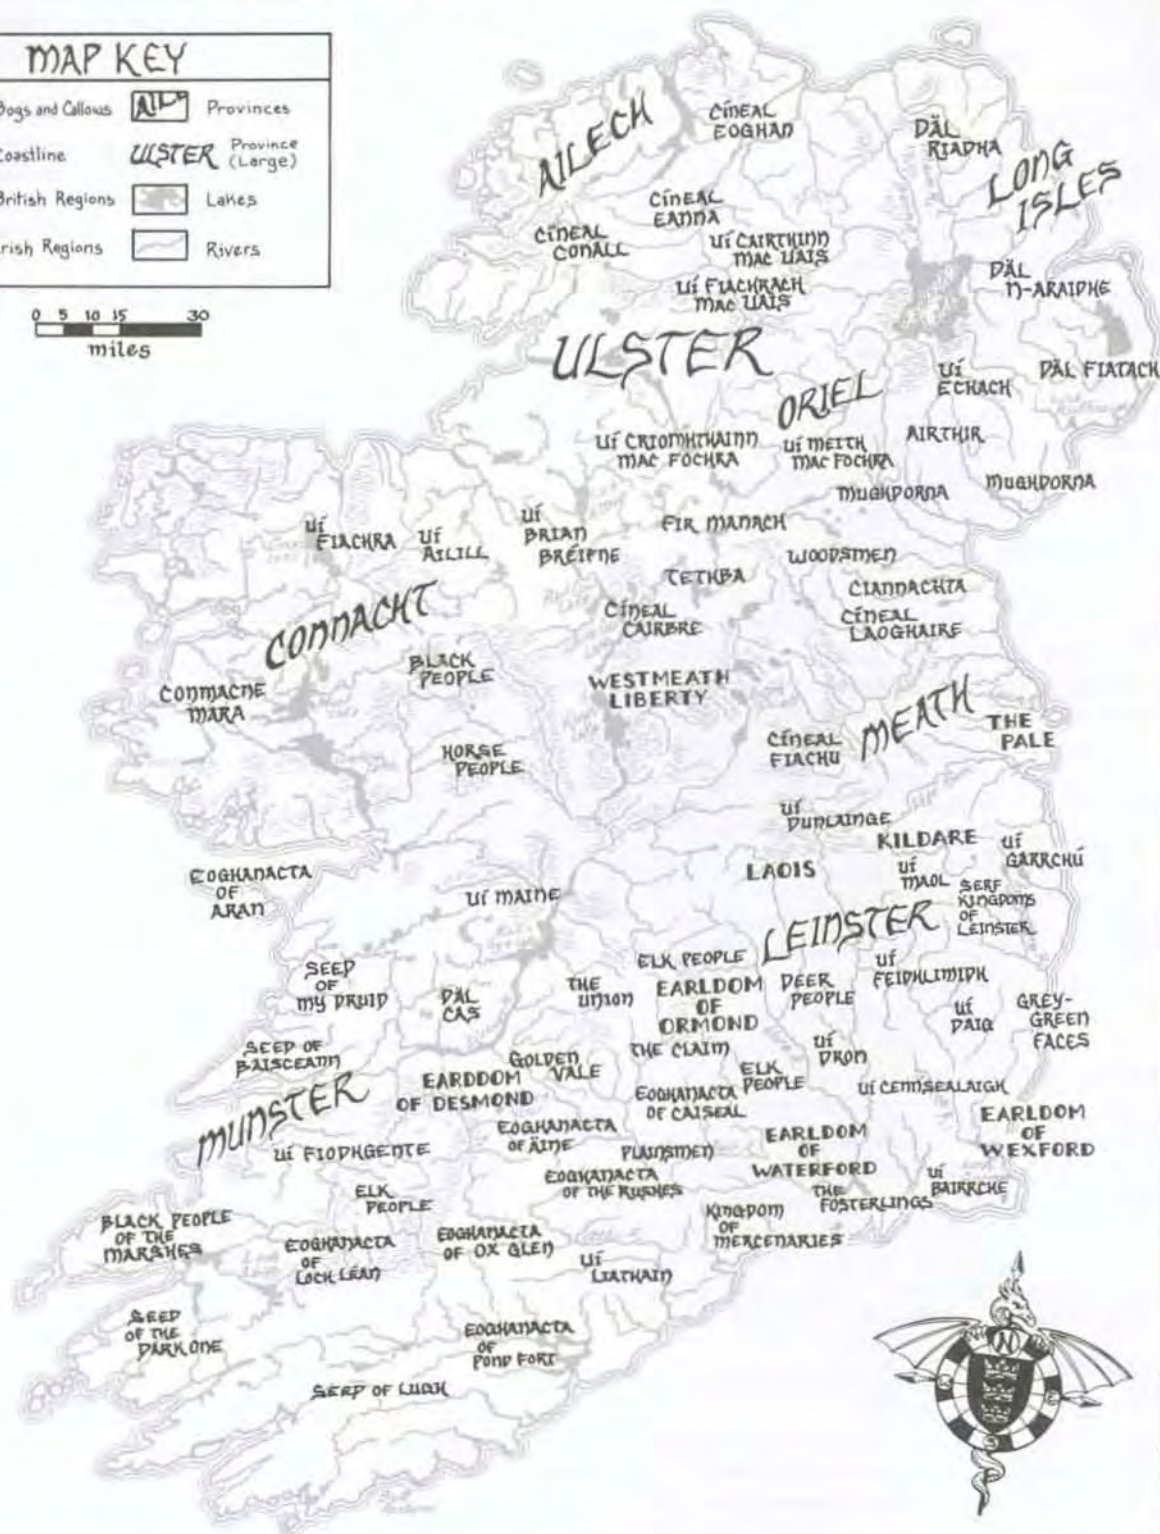 MAP KEY
Bogs and Callows
Provinces
Coastline
ULSTER
Province
(Large)
British Regions
Lakes
Irish Regions
Rivers
0 5 10 15 30
miles
AILECH
CÍNEAL
EOGHAN
DÄL
RIADHA
LONG
ISLES
CÍNEAL
EANNA
CÍNEAL
CONALL
UÍ CAIRTHINN
MAC UAIS
UÍ FIACHRACH
MAC UAIS
DÄL
N-ARAIDHE
ULSTER
ORIEL
UÍ
ECHACH
DÄL FIATACH
UÍ CRIOMHTHAINN
MAC FOCHRA
UÍ MEITH
MAC FOCHRA
AIRTHIR
MUGHDORNA
MUGHDORNA
UÍ
FIACHRA
UÍ
AILILL
UÍ
BRIAN
BRÉIFNE
FIR MANACH
WOODSMEN
TETHBA
CIANNACHTA
CÍNEAL
CAIRBRE
CÍNEAL
LAOGHAIRE
CONNACHT
BLACK
PEOPLE
CONMACNE
MARA
WESTMEATH
LIBERTY
MEATH
THE
PALE
HORSE
PEOPLE
CÍNEAL
FIACHU
UÍ
DUNLAINGE
KILDARE
UÍ
GARRCHÚ
EOGHANACTA
OF
ARAN
UÍ MAINE
LAOIS
UÍ
MAOL
SERF
KINGDOMS
OF
LEINSTER
LEINSTER
ELK PEOPLE
UÍ
FEIDHLIMIDH
SEED
OF
MY DRUID
DÄL
CAS
THE
UNION
EARLDOM
OF
ORMOND
DEER
PEOPLE
UÍ
DAIG
GREY-
GREEN
FACES
SEED OF
BAISCEANN
GOLDEN
VALE
THE CLAIM
UÍ
DRON
EARDDOM
OF DESMOND
ELK
PEOPLE
EOGHANACTA
OF CAISEAL
UÍ CENNSEALAIGH
MUNSTER
EOGHANACTA
OF ÄINE
EARLDOM
OF
WEXFORD
UÍ FIODHGENTE
PLAINSMEN
EARLDOM
OF
WATERFORD
EOGHANACTA
OF THE RUSHES
ELK
PEOPLE
THE
FOSTERLINGS
UÍ
BAIRRCHE
BLACK PEOPLE
OF THE
MARSHES
KINGDOM
OF
MERCENARIES
EOGHANACTA
OF
LOCH LÉAN
EOGHANACTA
OF OX GLEN
UÍ
LIATHAIN
SEED
OF THE
DARK ONE
EOGHANACTA
OF
POND FORT
SEED OF LUGH
N